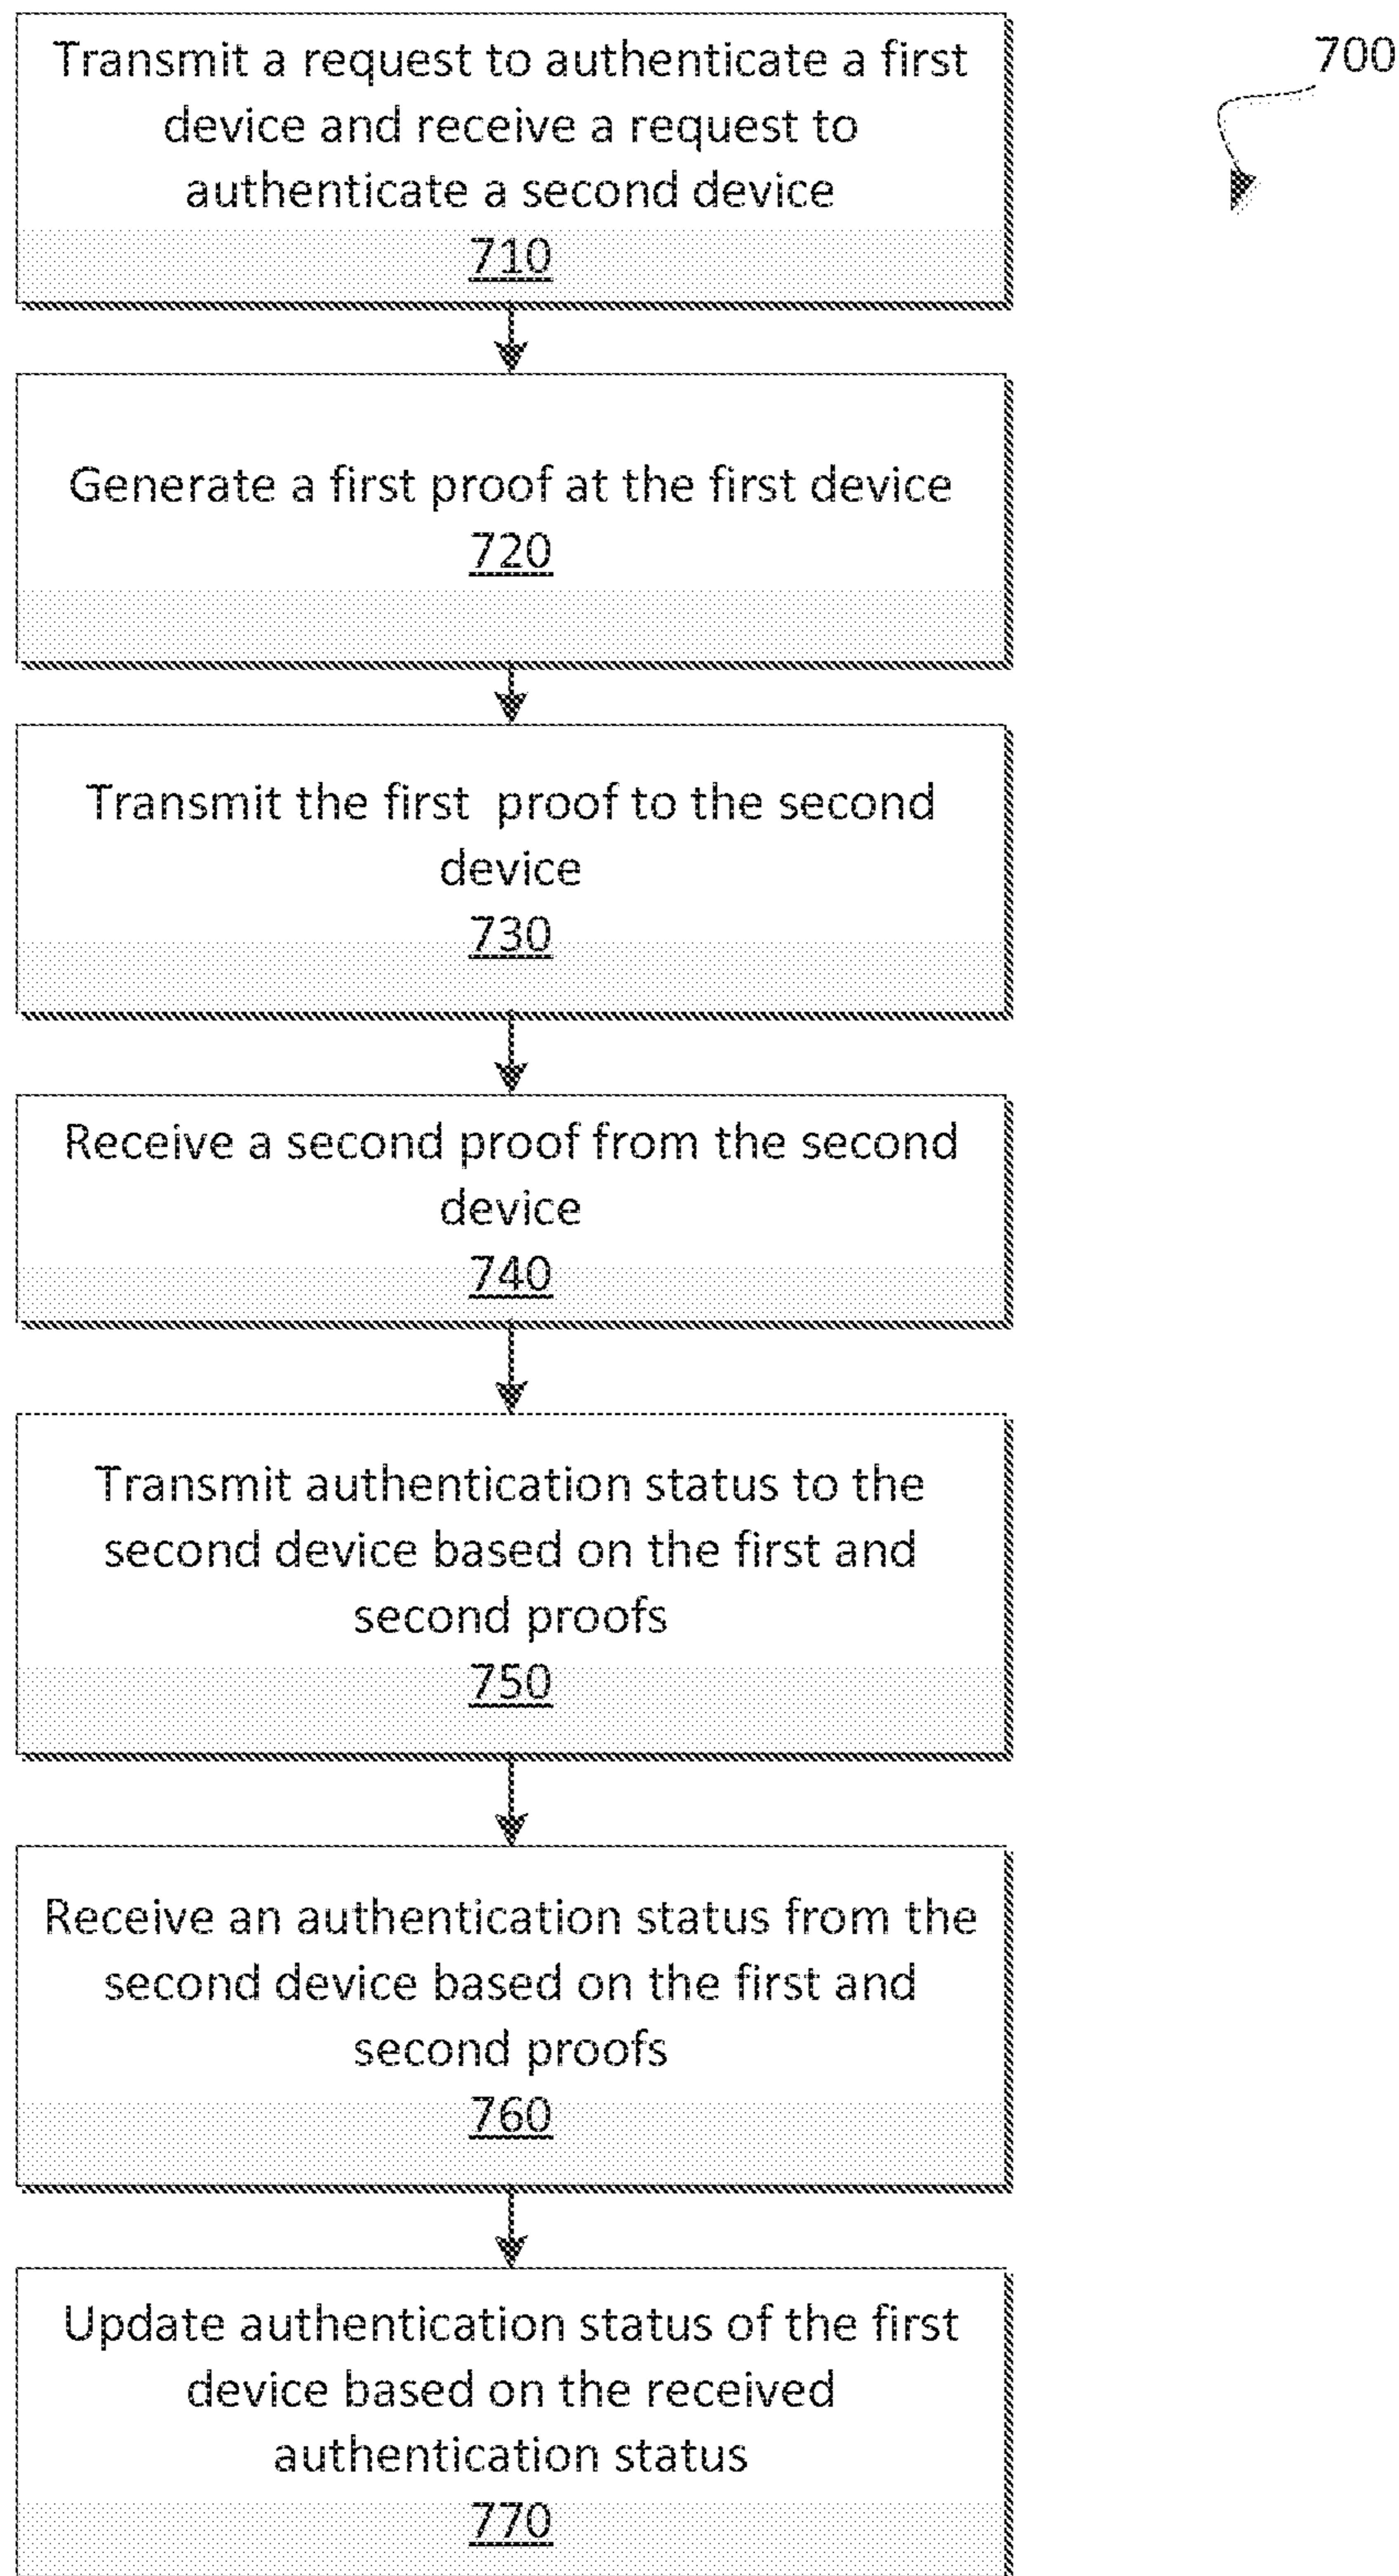 700
Transmit a request to authenticate a first
device and receive a request to
authenticate a second device
710
Generate a first proof at the first device
720
Transmit the first proof to the second
device
730
Receive a second proof from the second
device
740
Transmit authentication status to the
second device based on the first and
second proofs
750
Receive an authentication status from the
second device based on the first and
second proofs
760
Update authentication status of the first
device based on the received
authentication status
770